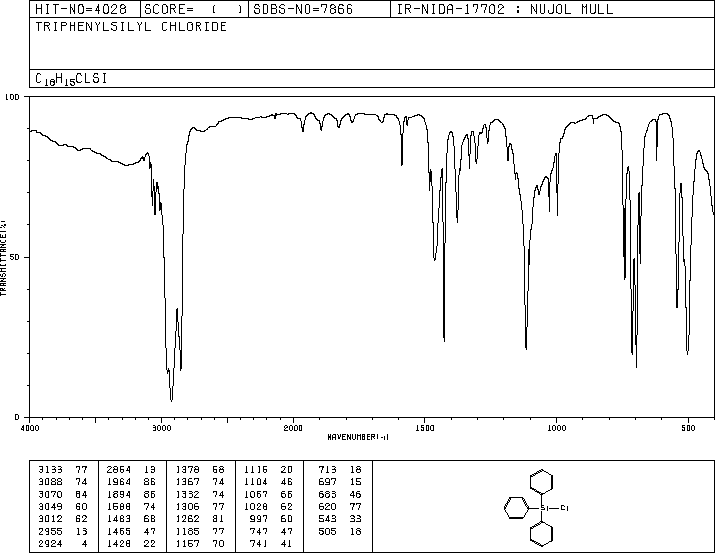 HIT-NO=4028 SCORE= ( ) SDBS-NO=7866 IR-NIDA-17702 : NUJOL MULL
TRIPHENYLSILYL CHLORIDE
C18H15CLSI
100
50
0
TRANSMITTANCE(%)
4000 3000 2000 1500 1000 500
WAVENUMBER(-1)
3133 77 2854 13 1378 58 1116 20 713 18
3088 74 1964 86 1367 74 1104 46 697 15
3070 64 1894 86 1332 74 1067 66 683 46
3049 60 1588 74 1306 77 1028 62 620 77
3012 62 1483 68 1262 81 997 60 543 33
2955 13 1465 47 1185 77 747 47 505 18
2924 4 1428 22 1157 70 741 41
Si Cl